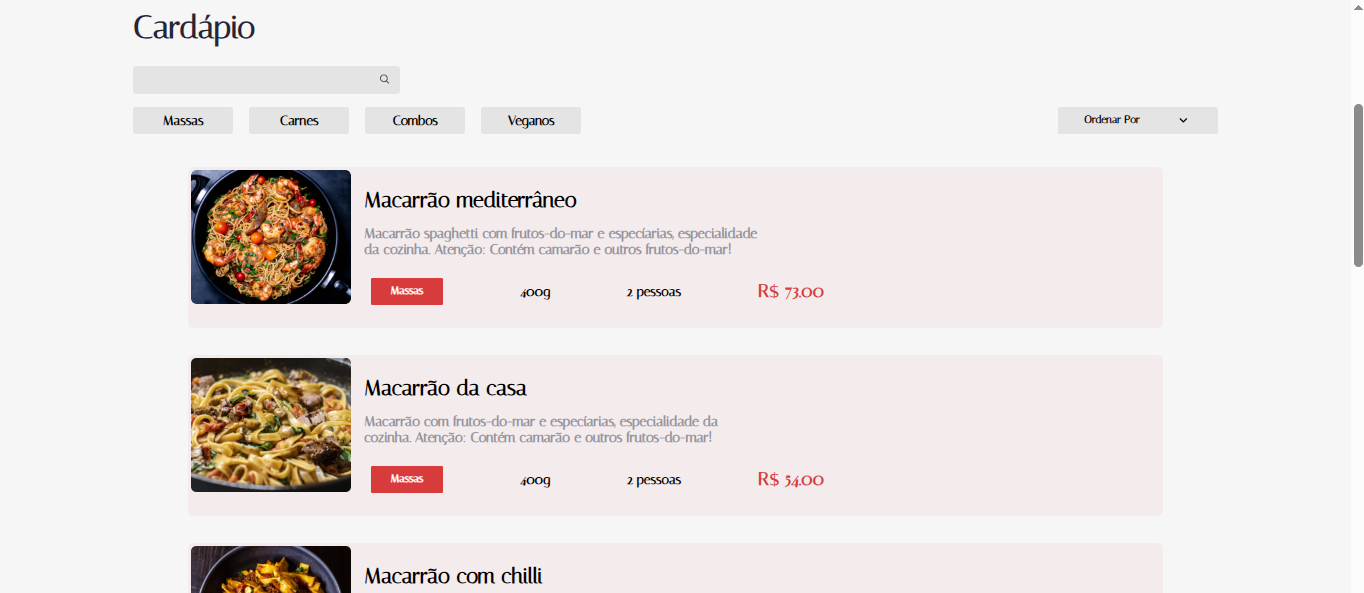 Cardápio
Massas
Carnes
Combos
Veganos
Ordenar Por
Macarrão mediterrâneo
Macarrão spaghetti com frutos-do-mar e especíarias, especialidade
da cozinha. Atenção: Contém camarão e outros frutos-do-mar!
Massas
400g
2 pessoas
R$ 73.00
Macarrão da casa
Macarrão com frutos-do-mar e especíarias, especialidade da
cozinha. Atenção: Contém camarão e outros frutos-do-mar!
Massas
400g
2 pessoas
R$ 54.00
Macarrão com chilli